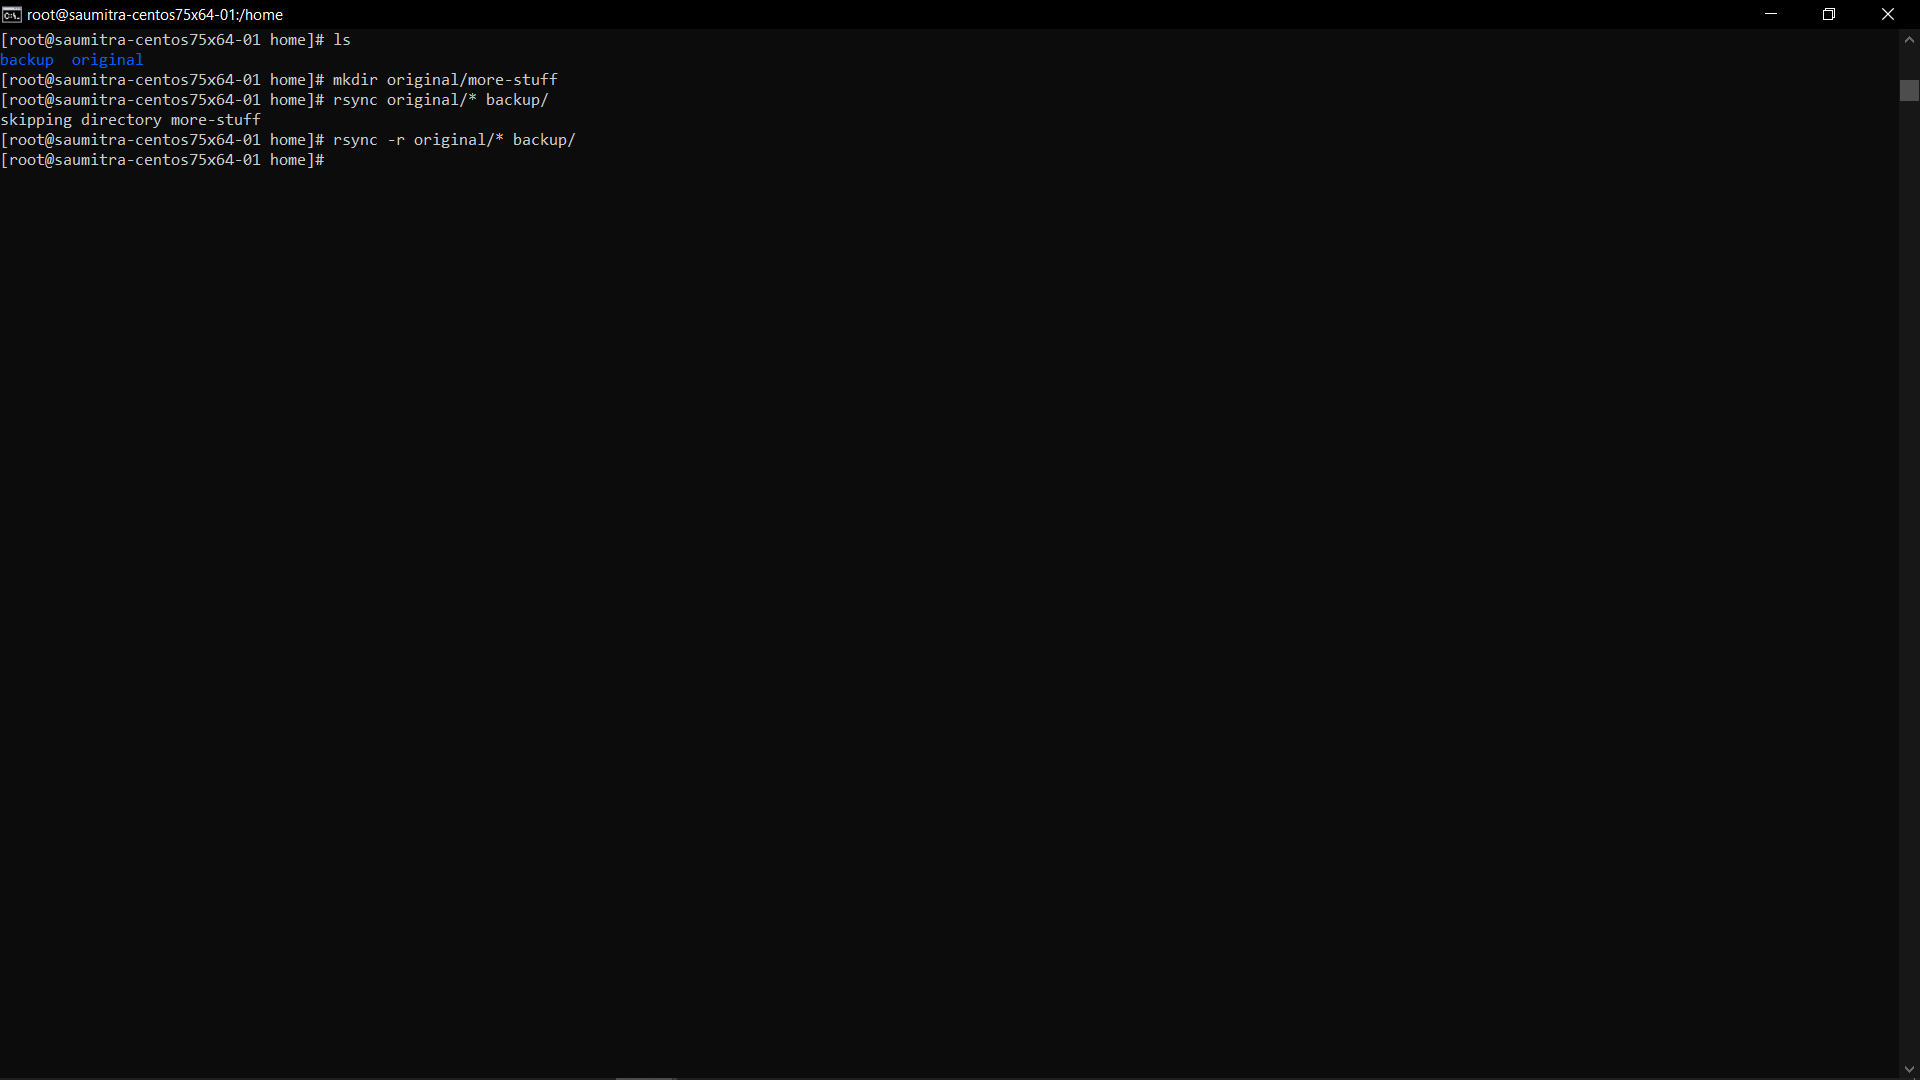 root@saumitra-centos75x64-01:/home
[root@saumitra-centos75x64-01 home]# ls
backup  original
[root@saumitra-centos75x64-01 home]# mkdir original/more-stuff
[root@saumitra-centos75x64-01 home]# rsync original/* backup/
skipping directory more-stuff
[root@saumitra-centos75x64-01 home]# rsync -r original/* backup/
[root@saumitra-centos75x64-01 home]#